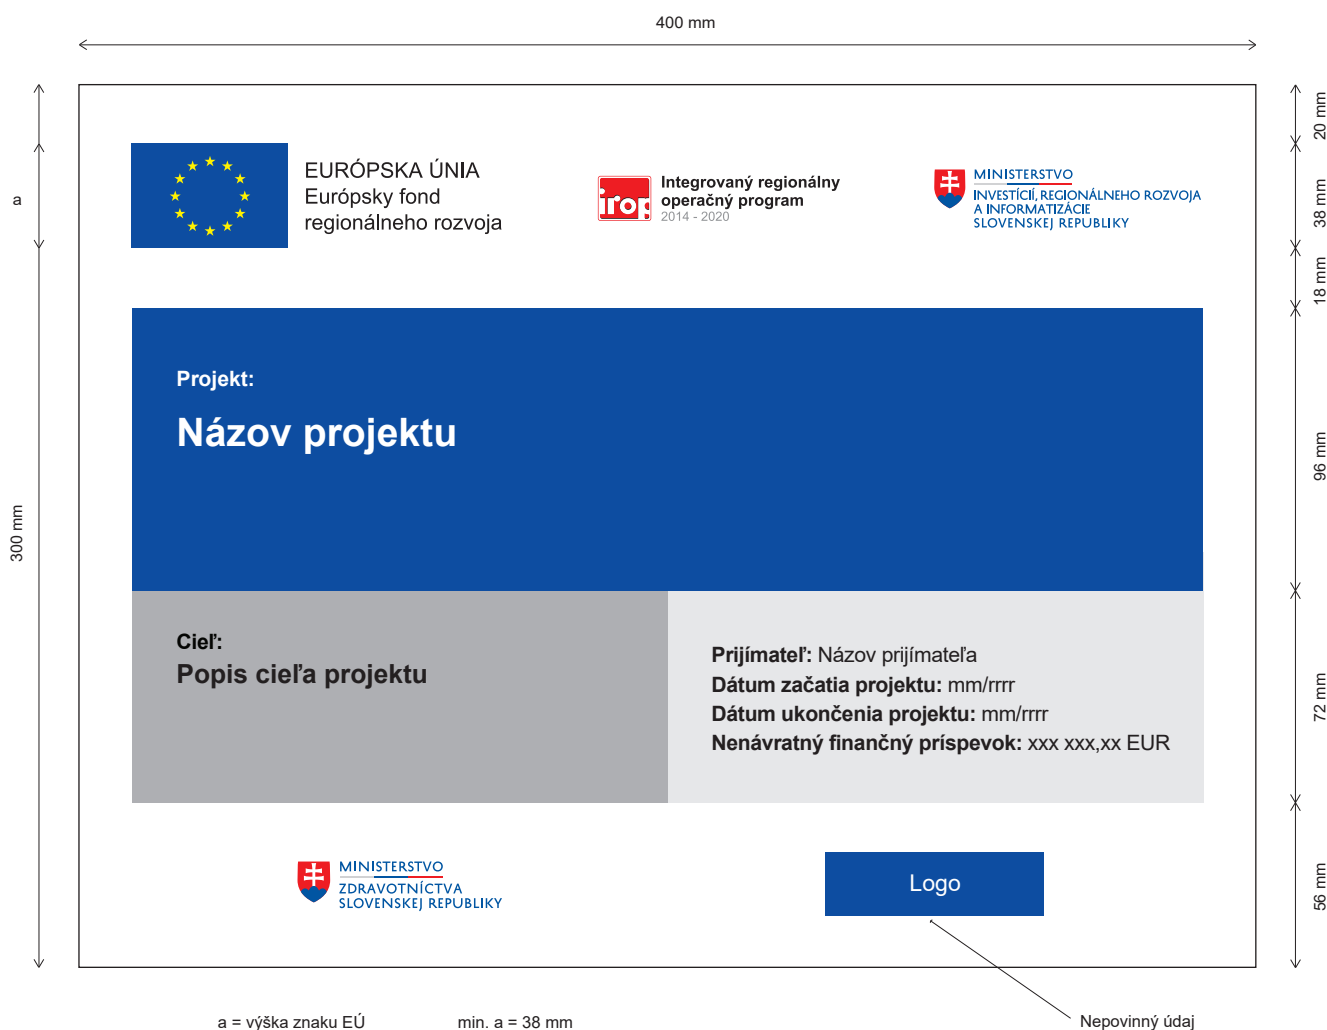 400 mm
20 mm
a
38 mm
EURÓPSKA ÚNIA
Európsky fond
regionálneho rozvoja
irop
Integrovaný regionálny
operačný program
2014 - 2020
MINISTERSTVO
INVESTÍCIÍ, REGIONÁLNEHO ROZVOJA
A INFORMATIZÁCIE
SLOVENSKEJ REPUBLIKY
18 mm
Projekt:
Názov projektu
96 mm
300 mm
Cieľ:
Popis cieľa projektu
Prijímateľ: Názov prijímateľa
Dátum začatia projektu: mm/rrrr
Dátum ukončenia projektu: mm/rrrr
Nenávratný finančný príspevok: xxx xxx,xx EUR
72 mm
MINISTERSTVO
ZDRAVOTNÍCTVA
SLOVENSKEJ REPUBLIKY
Logo
56 mm
a = výška znaku EÚ
min. a = 38 mm
Nepovinný údaj